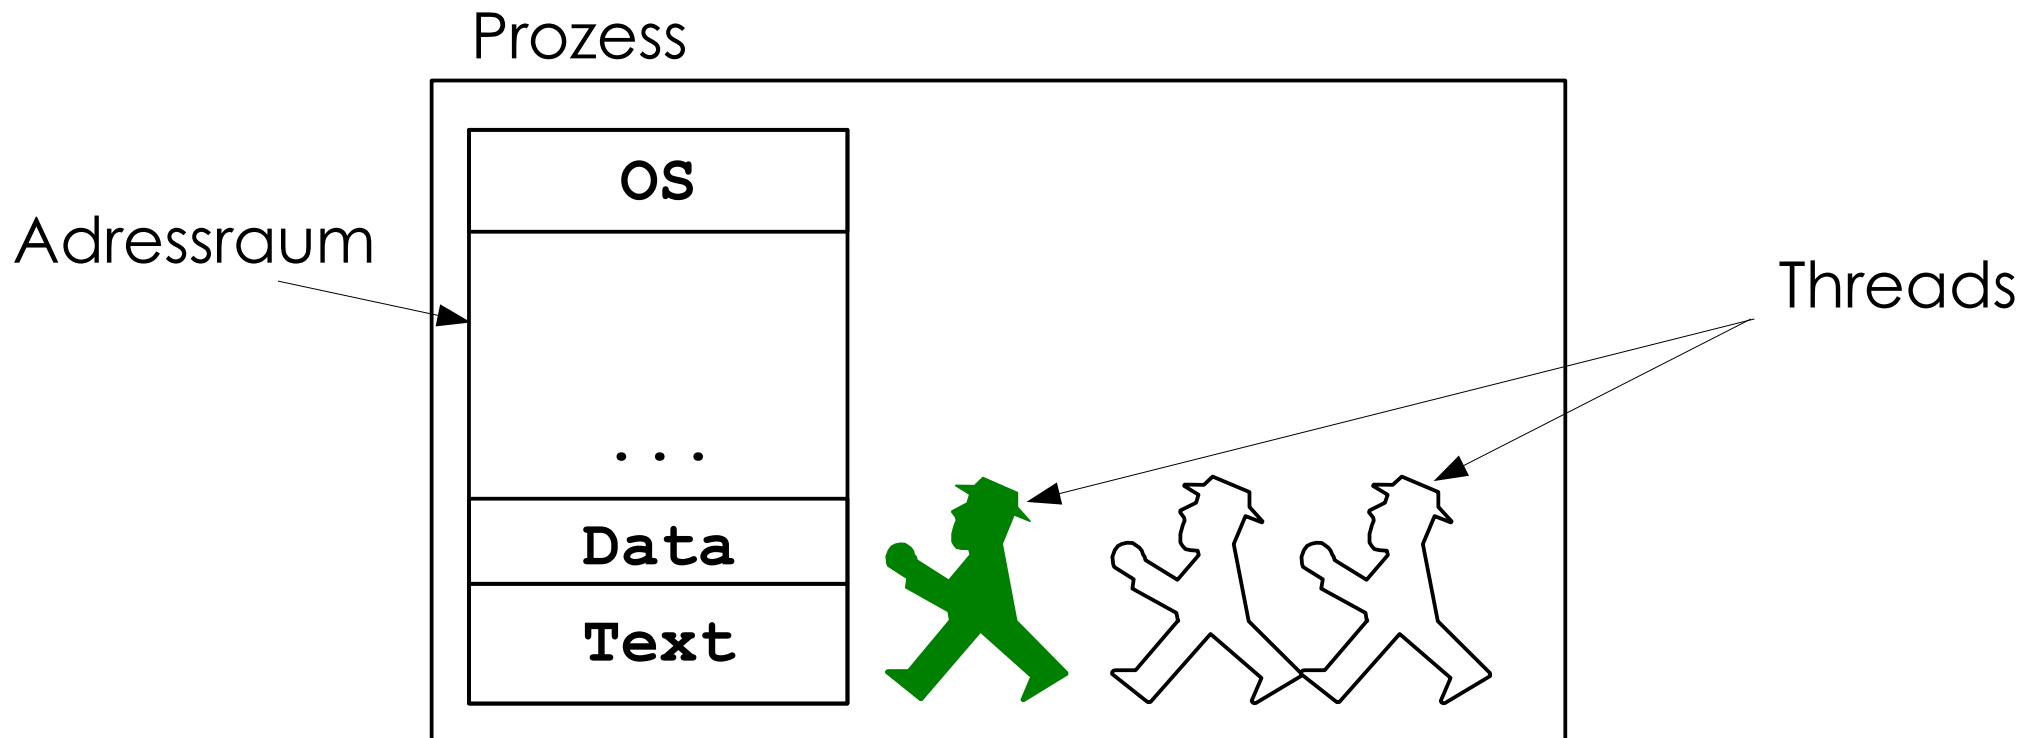 Prozess
OS
Adressraum
Threads
...
Data
Text